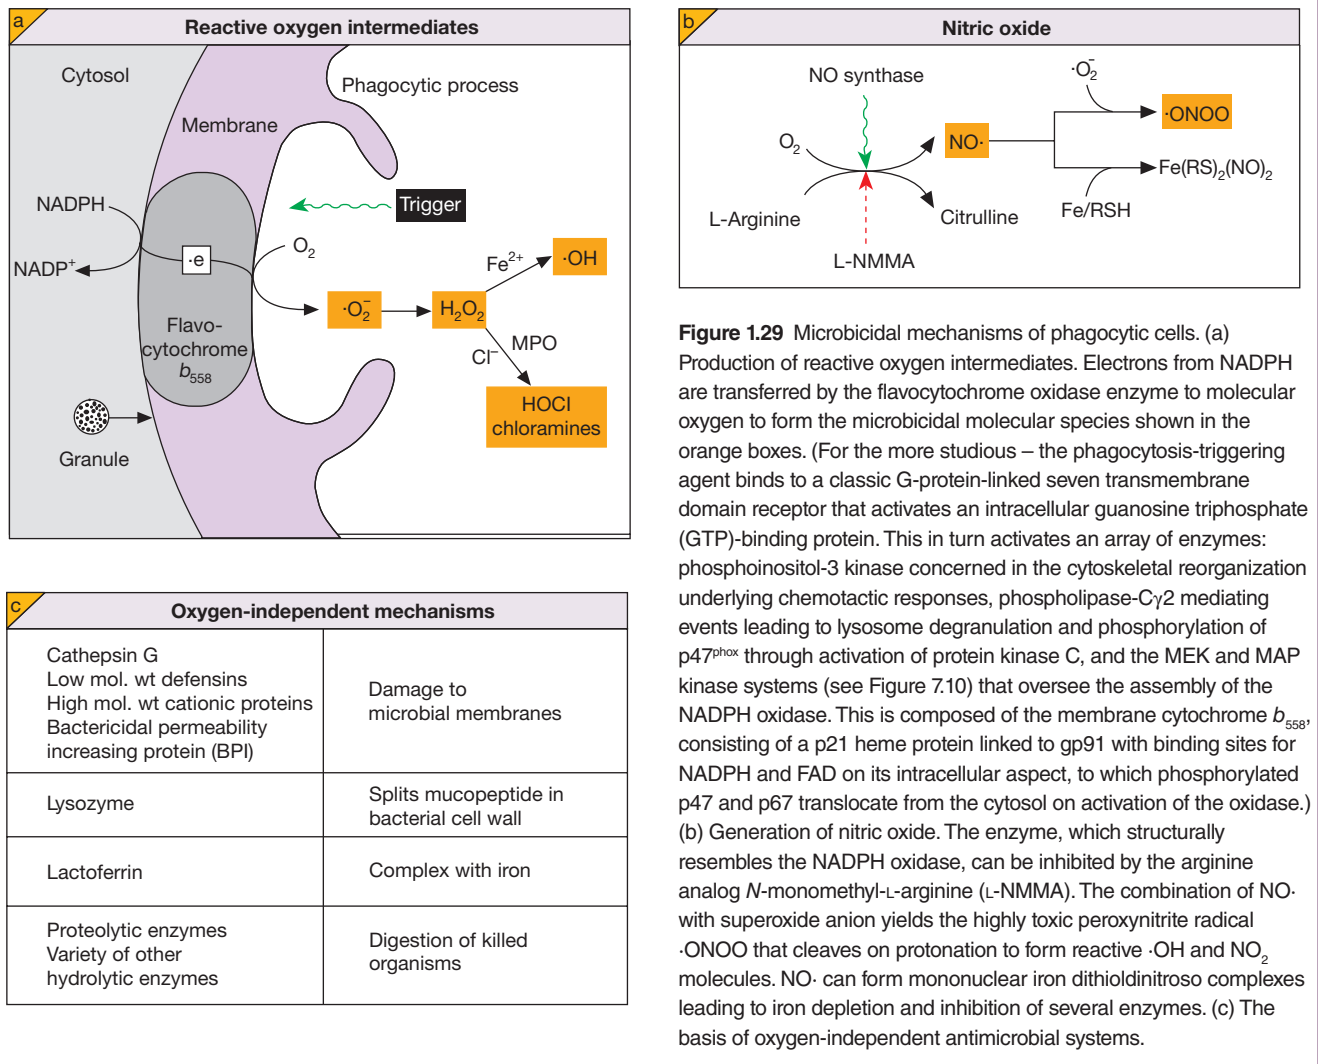 a
Reactive oxygen intermediates
Cytosol
Phagocytic process
Membrane
NADPH
Trigger
O₂
·e
NADP⁺
Fe²⁺
·OH
·O₂⁻
H₂O₂
Flavo-
cytochrome
b₅₅₈
MPO
Cl⁻
HOCl
chloramines
Granule
b
Nitric oxide
NO synthase
·O₂⁻
·ONOO
O₂
NO·
Fe(RS)₂(NO)₂
L-Arginine
Citrulline
Fe/RSH
L-NMMA
c
Oxygen-independent mechanisms
Cathepsin G
Low mol. wt defensins
High mol. wt cationic proteins
Bactericidal permeability
increasing protein (BPI)
Damage to
microbial membranes
Lysozyme
Splits mucopeptide in
bacterial cell wall
Lactoferrin
Complex with iron
Proteolytic enzymes
Variety of other
hydrolytic enzymes
Digestion of killed
organisms
Figure 1.29 Microbicidal mechanisms of phagocytic cells. (a)
Production of reactive oxygen intermediates. Electrons from NADPH
are transferred by the flavocytochrome oxidase enzyme to molecular
oxygen to form the microbicidal molecular species shown in the
orange boxes. (For the more studious – the phagocytosis-triggering
agent binds to a classic G-protein-linked seven transmembrane
domain receptor that activates an intracellular guanosine triphosphate
(GTP)-binding protein. This in turn activates an array of enzymes:
phosphoinositol-3 kinase concerned in the cytoskeletal reorganization
underlying chemotactic responses, phospholipase-Cγ2 mediating
events leading to lysosome degranulation and phosphorylation of
p47ᵖʰᵒˣ through activation of protein kinase C, and the MEK and MAP
kinase systems (see Figure 7.10) that oversee the assembly of the
NADPH oxidase. This is composed of the membrane cytochrome b₅₅₈,
consisting of a p21 heme protein linked to gp91 with binding sites for
NADPH and FAD on its intracellular aspect, to which phosphorylated
p47 and p67 translocate from the cytosol on activation of the oxidase.)
(b) Generation of nitric oxide. The enzyme, which structurally
resembles the NADPH oxidase, can be inhibited by the arginine
analog N-monomethyl-L-arginine (L-NMMA). The combination of NO·
with superoxide anion yields the highly toxic peroxynitrite radical
·ONOO that cleaves on protonation to form reactive ·OH and NO₂
molecules. NO· can form mononuclear iron dithioldinitroso complexes
leading to iron depletion and inhibition of several enzymes. (c) The
basis of oxygen-independent antimicrobial systems.